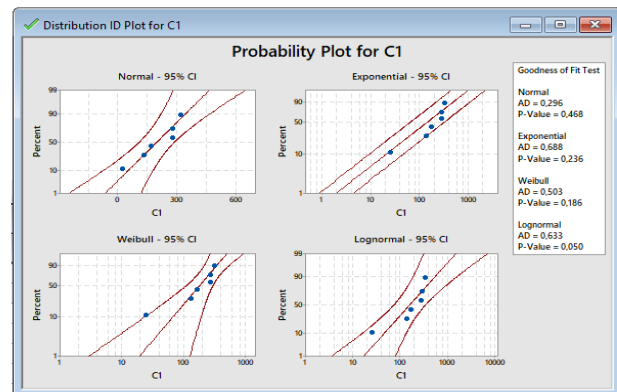 Distribution ID Plot for C1
Probability Plot for C1
Normal - 95% CI
Exponential - 95% CI
99
90
50
10
1
Percent
0 300 600
C1
99
90
50
10
1
Percent
1 10 100 1000
C1
Goodness of Fit Test
Normal
AD = 0,296
P-Value = 0,468
Exponential
AD = 0,688
P-Value = 0,236
Weibull
AD = 0,503
P-Value = 0,186
Lognormal
AD = 0,633
P-Value = 0,050
Weibull - 95% CI
Lognormal - 95% CI
99
90
50
10
1
Percent
1 10 100 1000
C1
99
90
50
10
1
Percent
10 100 1000 10000
C1